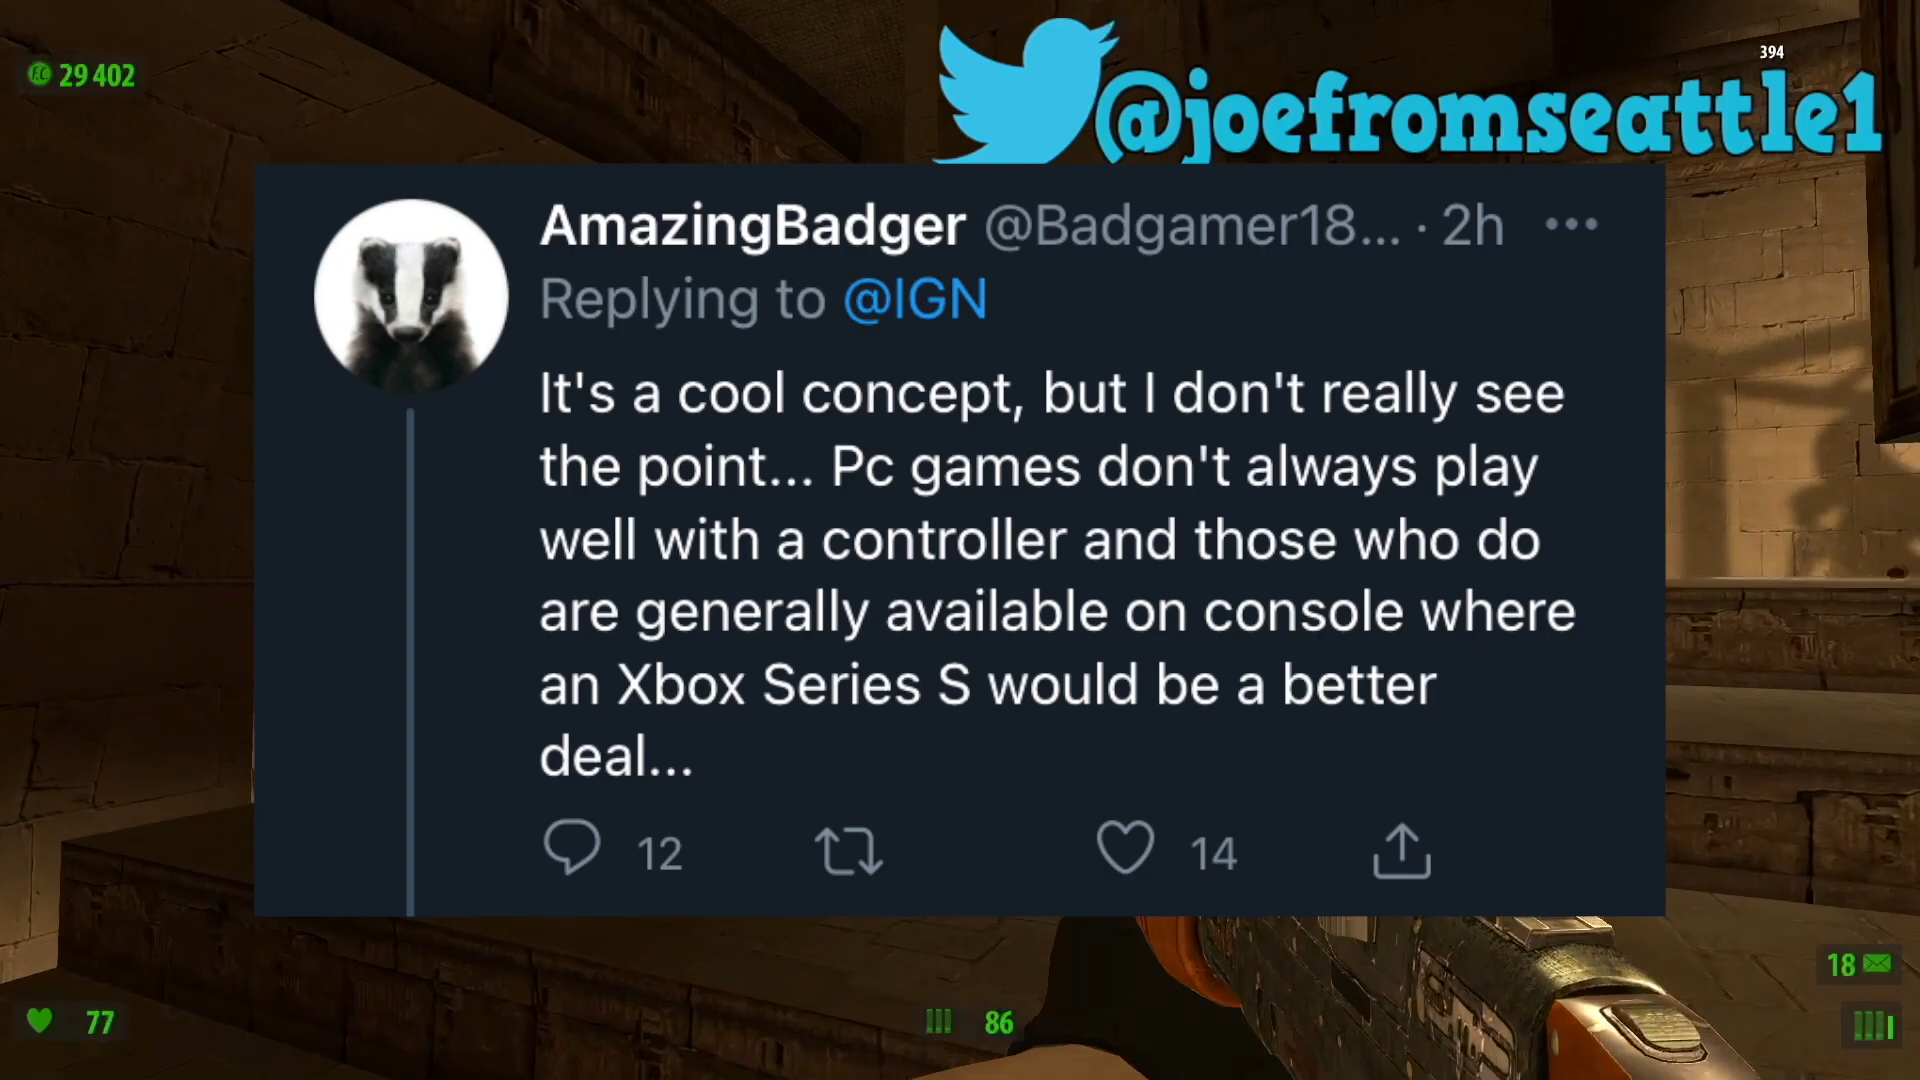 29 402
394
@joefromseattle1
AmazingBadger @Badgamer18... · 2h
Replying to @IGN
It's a cool concept, but I don't really see
the point... Pc games don't always play
well with a controller and those who do
are generally available on console where
an Xbox Series S would be a better
deal...
12 14
18
77 86